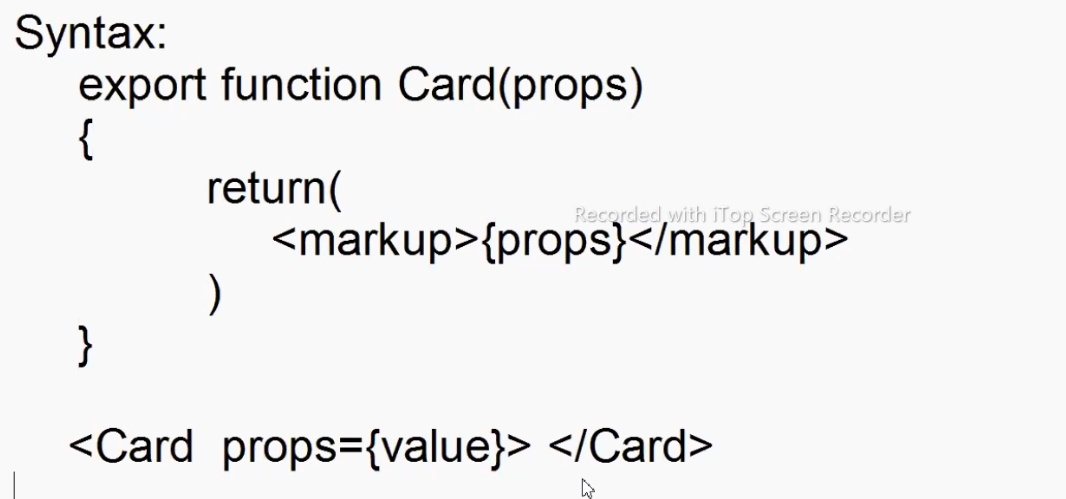 Syntax:
export function Card(props)
{
return(
Recorded with iTop Screen Recorder
<markup>{props}</markup>
)
}
<Card props={value}> </Card>